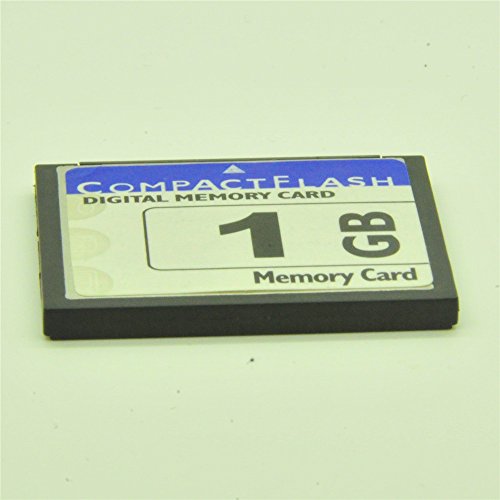 COMPACTFLASH
DIGITAL MEMORY CARD
1 GB
Memory Card